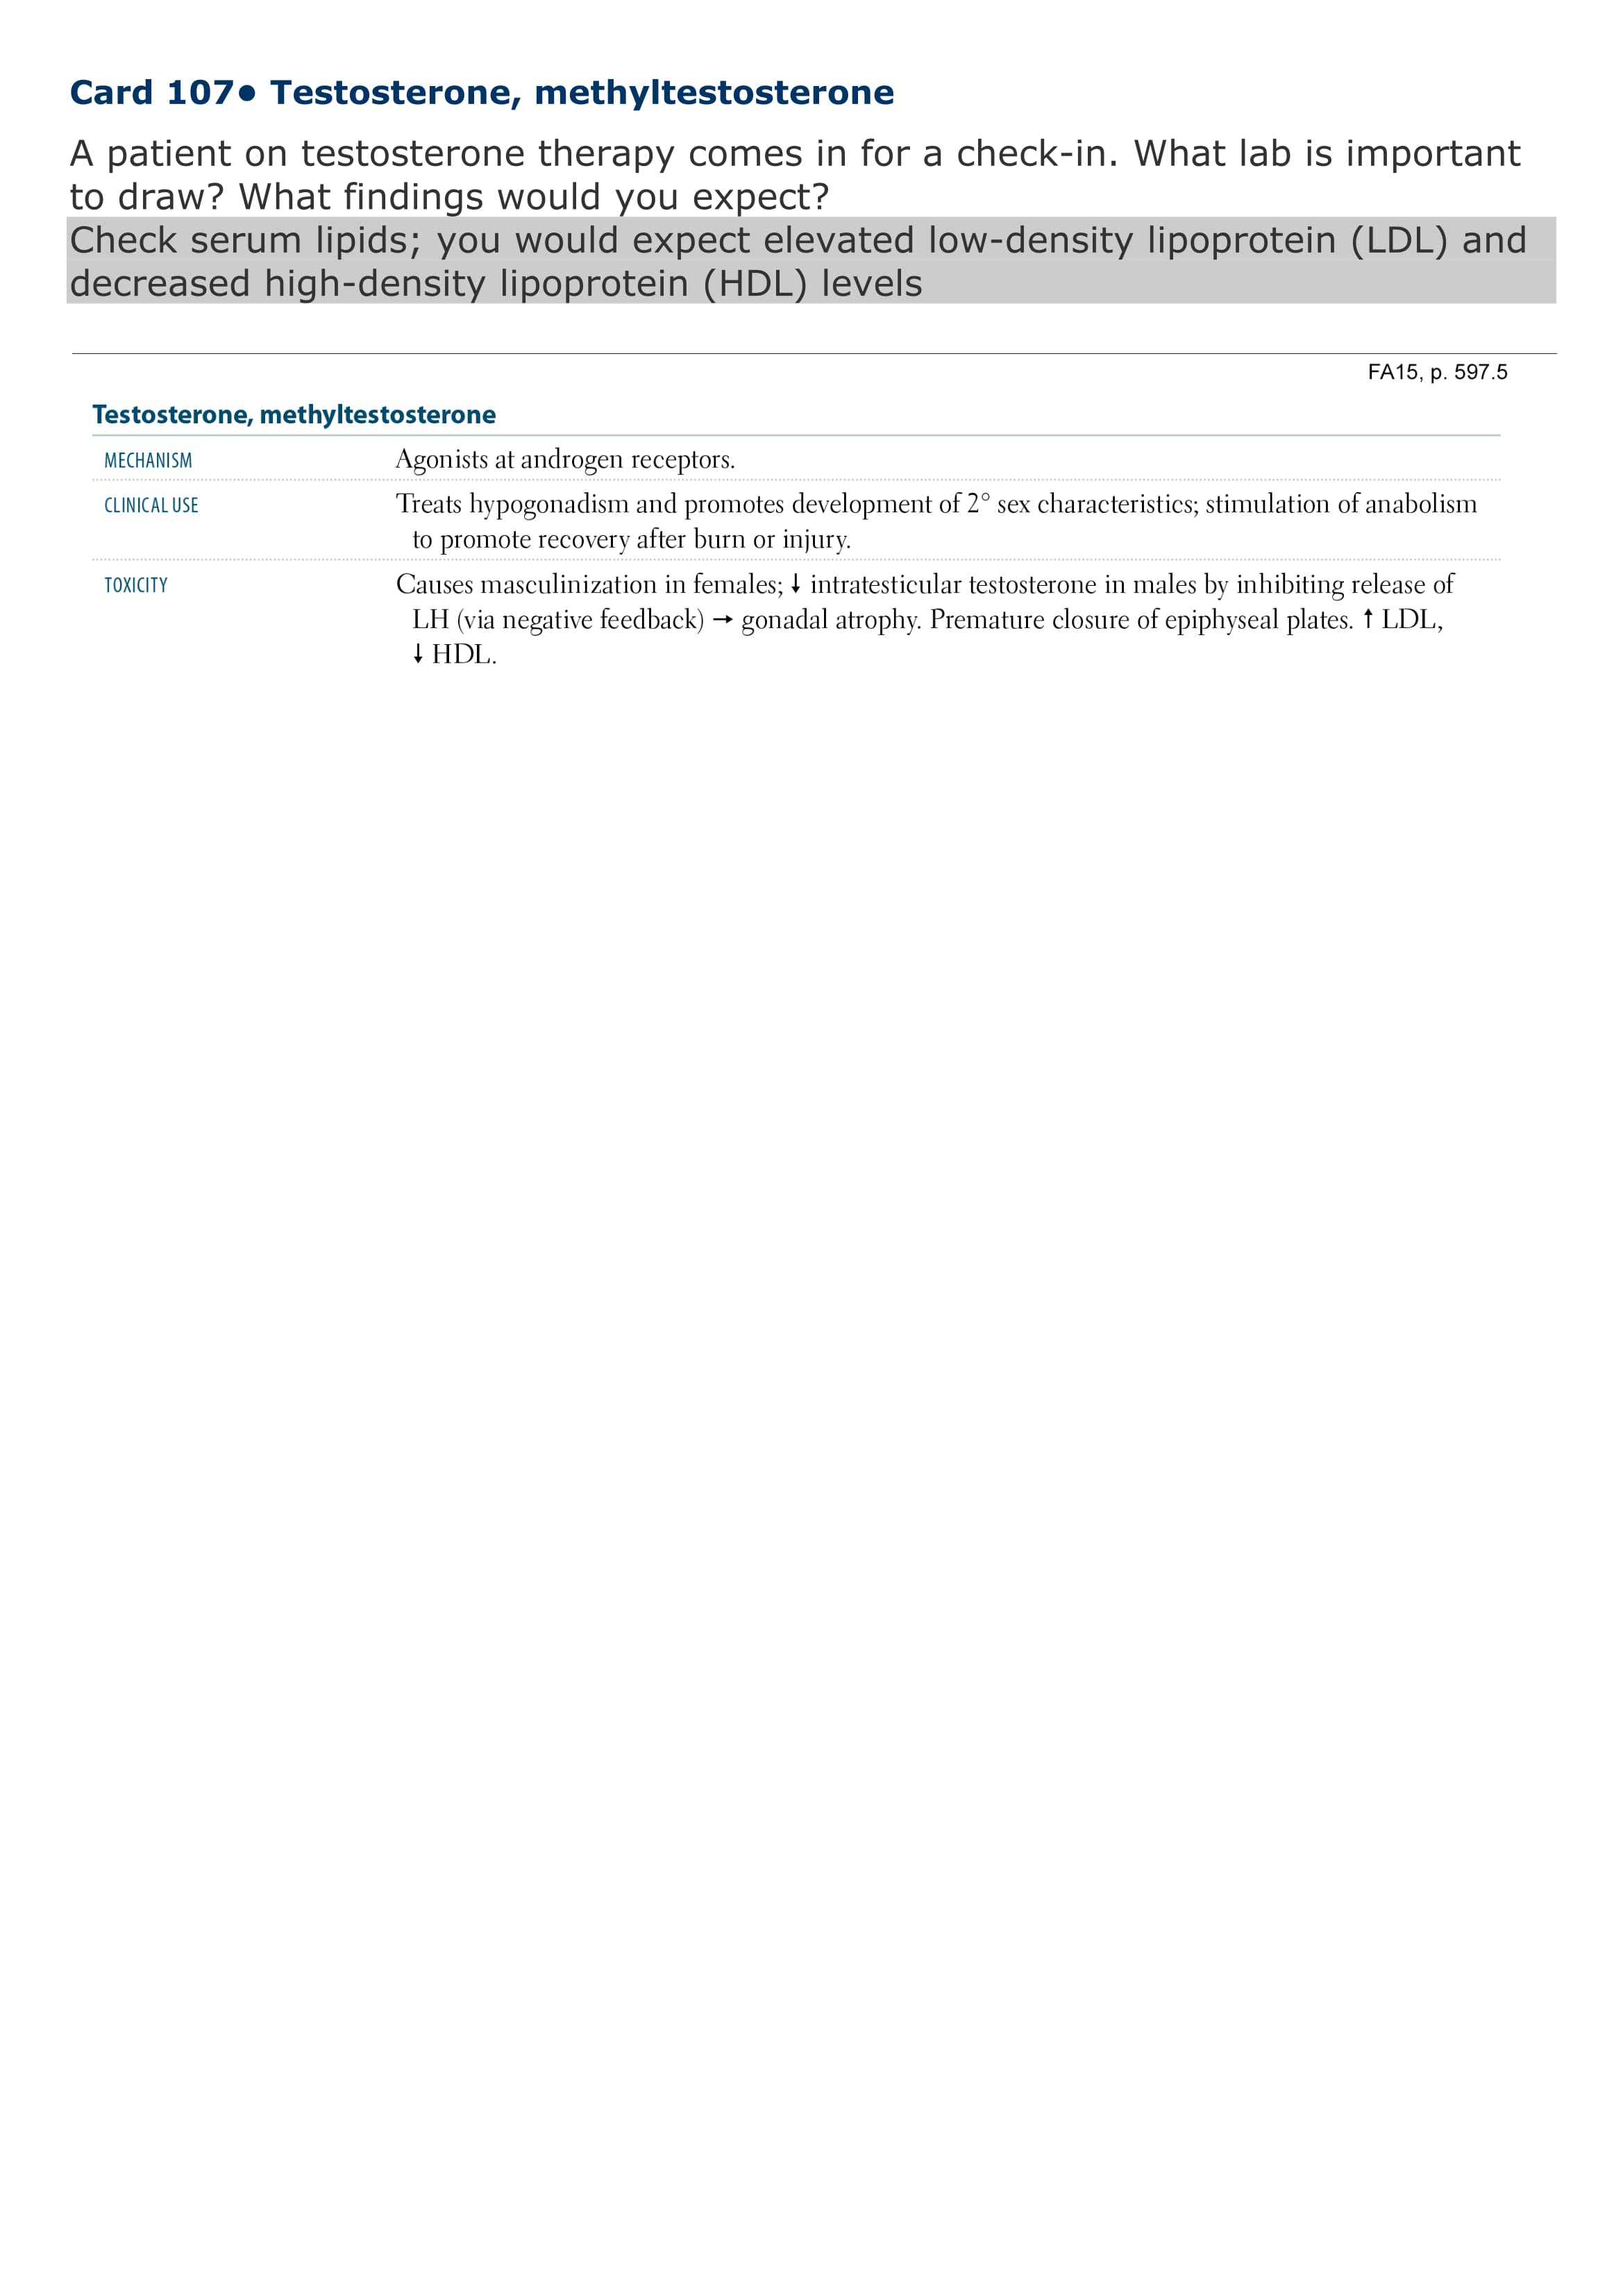 Card 107• Testosterone, methyltestosterone
A patient on testosterone therapy comes in for a check-in. What lab is important
to draw? What findings would you expect?
Check serum lipids; you would expect elevated low-density lipoprotein (LDL) and
decreased high-density lipoprotein (HDL) levels
FA15, p. 597.5
Testosterone, methyltestosterone
MECHANISM Agonists at androgen receptors.
CLINICAL USE Treats hypogonadism and promotes development of 2° sex characteristics; stimulation of anabolism
to promote recovery after burn or injury.
TOXICITY Causes masculinization in females; ↓ intratesticular testosterone in males by inhibiting release of
LH (via negative feedback) → gonadal atrophy. Premature closure of epiphyseal plates. ↑ LDL,
↓ HDL.